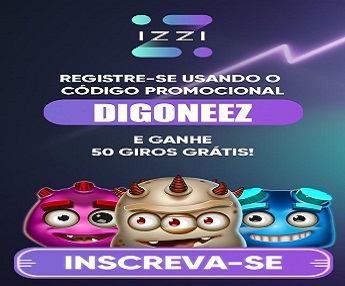 IZZI
REGISTRE-SE USANDO O
CÓDIGO PROMOCIONAL
DIGONEEZ
E GANHE
50 GIROS GRÁTIS!
INSCREVA-SE